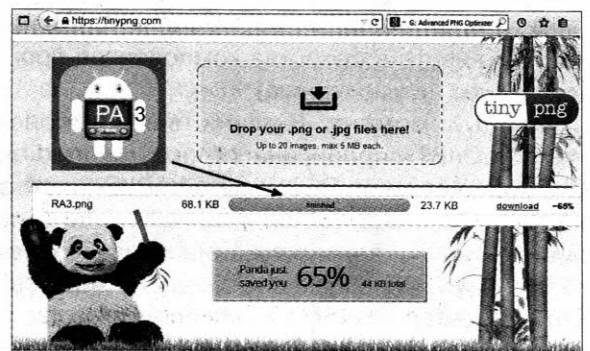 https://tinypng.com
G: Advanced PNG Optimizer
PA 3
Drop your .png or .jpg files here!
Up to 20 images, max 5 MB each.
tiny png
RA3.png 68.1 KB finished 23.7 KB download -65%
Panda just
saved you 65% 44 KB total